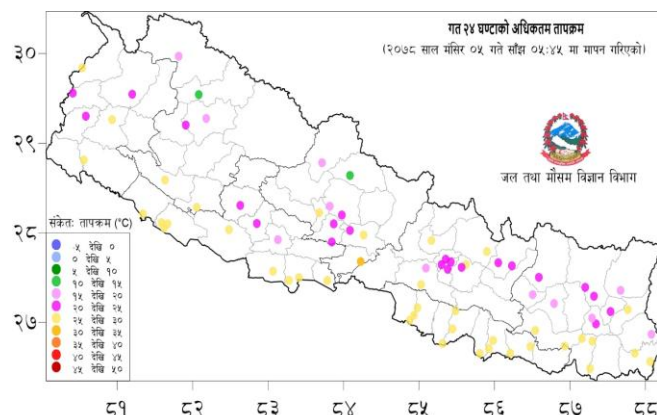 गत २४ घण्टाको अधिकतम तापक्रम
(२०७८ साल मंसिर ०५ गते साँझ ०५:४५ मा मापन गरिएको)
जल तथा मौसम विज्ञान विभाग
३०
२९
२८
२७
संकेतः तापक्रम (°C)
-५ देखि ०
० देखि ५
५ देखि १०
१० देखि १५
१५ देखि २०
२० देखि २५
२५ देखि ३०
३० देखि ३५
३५ देखि ४०
४० देखि ४५
४५ देखि ५०
८१ ८२ ८३ ८४ ८५ ८६ ८७ ८८